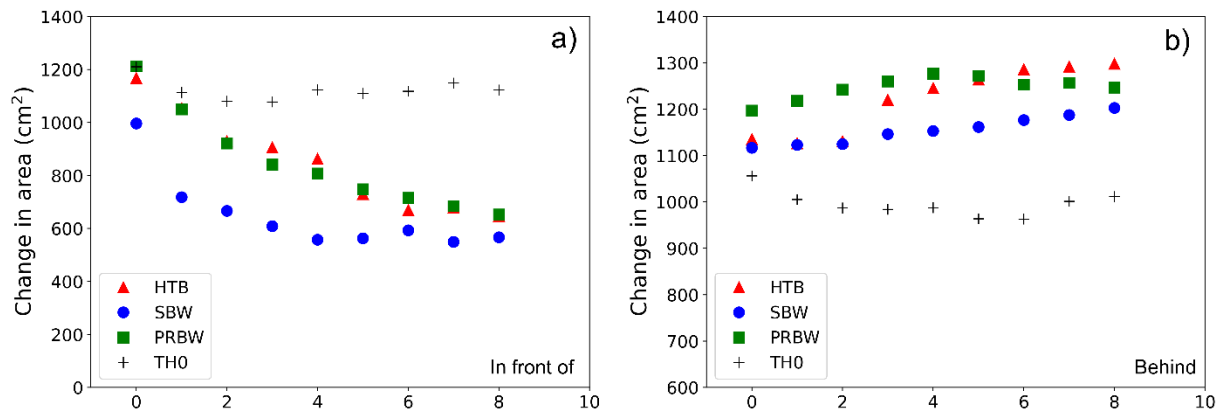 a)
Change in area (cm²)
1400
1200
1000
800
600
400
200
0
HTB
SBW
PRBW
TH0
In front of
0 2 4 6 8 10
b)
Change in area (cm²)
1400
1300
1200
1100
1000
900
800
700
600
HTB
SBW
PRBW
TH0
Behind
0 2 4 6 8 10